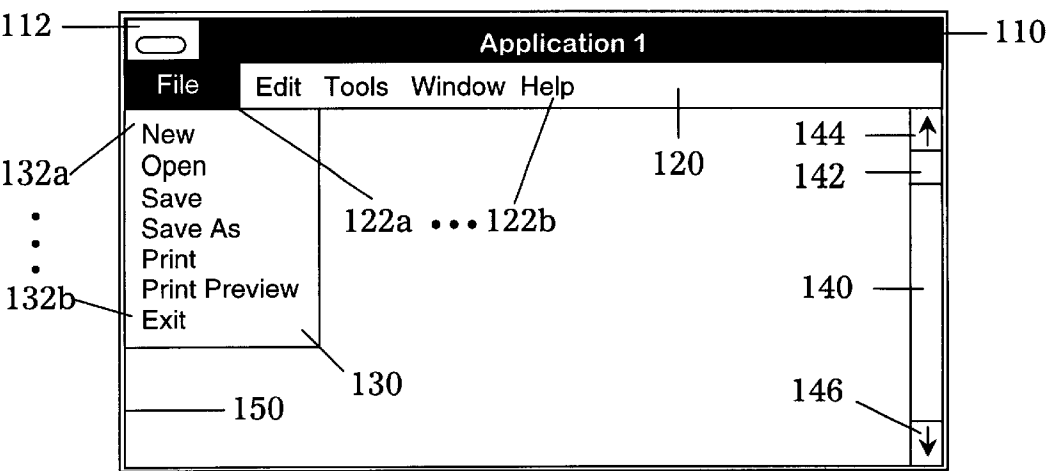 112
Application 1
110
File Edit Tools Window Help
New
144
132a
Open
120
142
Save
Save As
122a ••• 122b
Print
132b
Print Preview
140
Exit
130
146
150